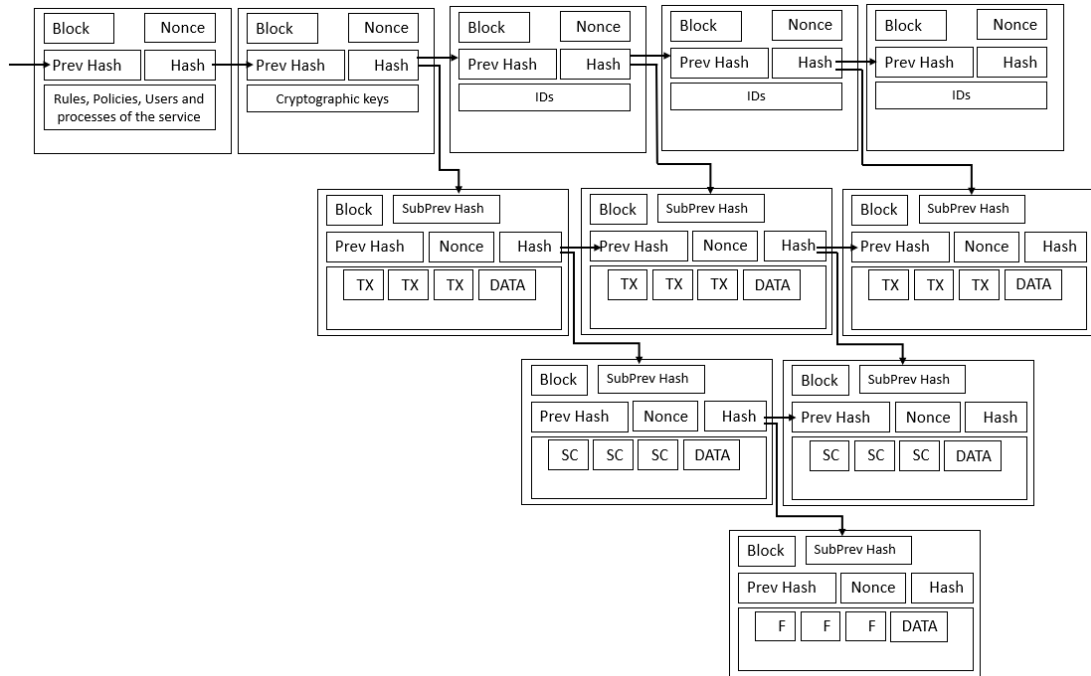 Block Nonce Block Nonce Block Nonce Block Nonce Block Nonce
Prev Hash Hash Prev Hash Hash Prev Hash Hash Prev Hash Hash Prev Hash Hash
Rules, Policies, Users and
processes of the service
Cryptographic keys
IDs
IDs
IDs
Block SubPrev Hash Block SubPrev Hash Block SubPrev Hash
Prev Hash Nonce Hash Prev Hash Nonce Hash Prev Hash Nonce Hash
TX TX TX DATA TX TX TX DATA TX TX TX DATA
Block SubPrev Hash Block SubPrev Hash
Prev Hash Nonce Hash Prev Hash Nonce Hash
SC SC SC DATA SC SC SC DATA
Block SubPrev Hash
Prev Hash Nonce Hash
F F F DATA